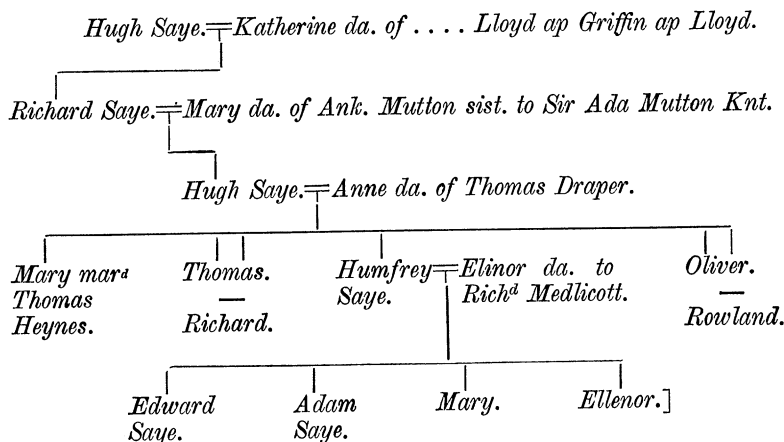 Hugh Saye.=Katherine da. of .... Lloyd ap Griffin ap Lloyd.
Richard Saye.=Mary da. of Ank. Mutton sist. to Sir Ada Mutton Knt.
Hugh Saye.=Anne da. of Thomas Draper.
Mary marᵈ
Thomas
Heynes.
Thomas.
—
Richard.
Humfrey=Elinor da. to
Saye. Richᵈ Medlicott.
Oliver.
—
Rowland.
Edward
Saye.
Adam
Saye.
Mary.
Ellenor.]